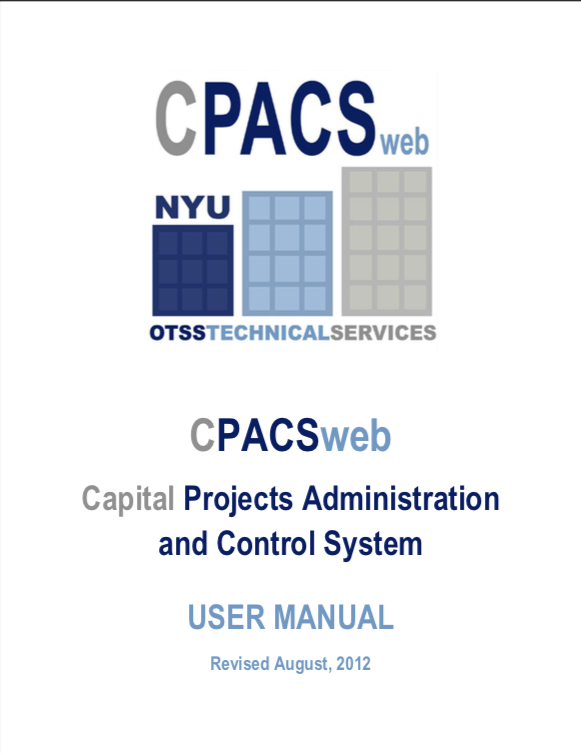 CPACSweb
NYU
OTSSTECHNICALSERVICES
CPACSweb
Capital Projects Administration
and Control System
USER MANUAL
Revised August, 2012